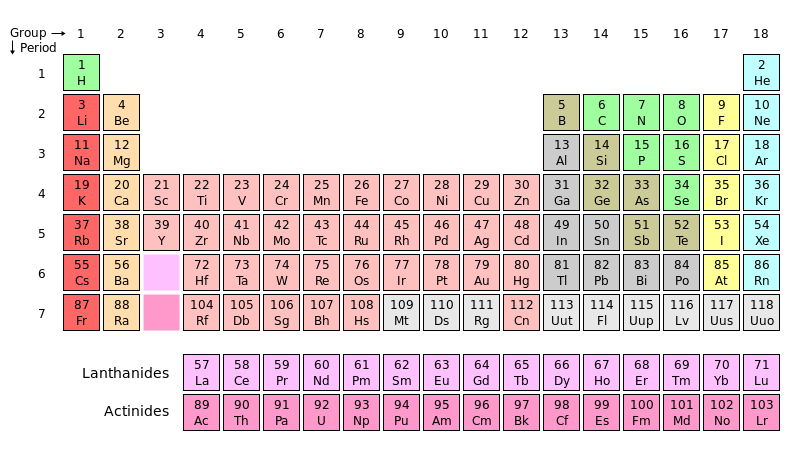 Group → 1 2 3 4 5 6 7 8 9 10 11 12 13 14 15 16 17 18
↓ Period
1 1 2
H He
2 3 4 5 6 7 8 9 10
Li Be B C N O F Ne
3 11 12 13 14 15 16 17 18
Na Mg Al Si P S Cl Ar
4 19 20 21 22 23 24 25 26 27 28 29 30 31 32 33 34 35 36
K Ca Sc Ti V Cr Mn Fe Co Ni Cu Zn Ga Ge As Se Br Kr
5 37 38 39 40 41 42 43 44 45 46 47 48 49 50 51 52 53 54
Rb Sr Y Zr Nb Mo Tc Ru Rh Pd Ag Cd In Sn Sb Te I Xe
6 55 56 72 73 74 75 76 77 78 79 80 81 82 83 84 85 86
Cs Ba Hf Ta W Re Os Ir Pt Au Hg Tl Pb Bi Po At Rn
7 87 88 104 105 106 107 108 109 110 111 112 113 114 115 116 117 118
Fr Ra Rf Db Sg Bh Hs Mt Ds Rg Cn Uut Fl Uup Lv Uus Uuo
Lanthanides 57 58 59 60 61 62 63 64 65 66 67 68 69 70 71
La Ce Pr Nd Pm Sm Eu Gd Tb Dy Ho Er Tm Yb Lu
Actinides 89 90 91 92 93 94 95 96 97 98 99 100 101 102 103
Ac Th Pa U Np Pu Am Cm Bk Cf Es Fm Md No Lr